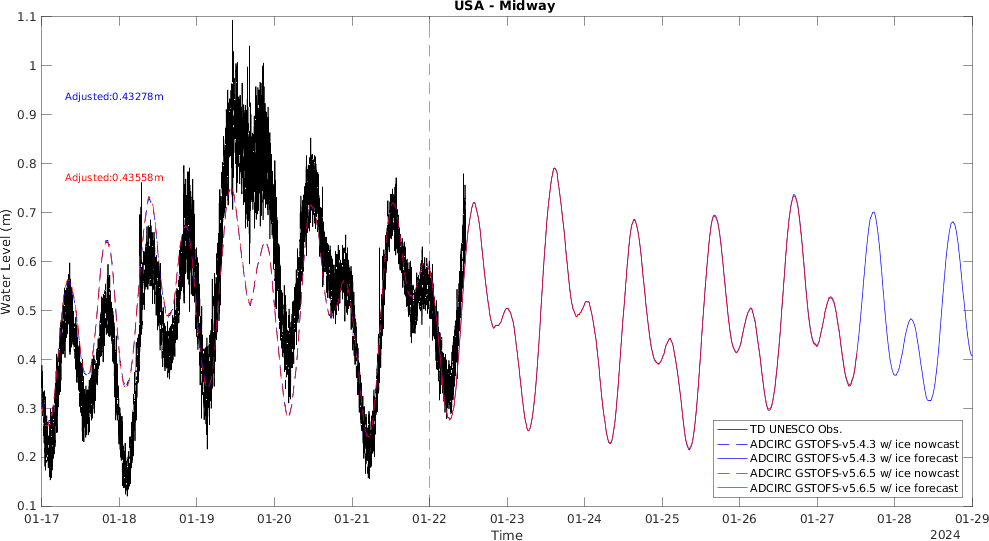 USA - Midway
Water Level (m)
1.1
1
0.9
0.8
0.7
0.6
0.5
0.4
0.3
0.2
0.1
Adjusted:0.43278m
Adjusted:0.43558m
TD UNESCO Obs.
ADCIRC GSTOFS-v5.4.3 w/ ice nowcast
ADCIRC GSTOFS-v5.4.3 w/ ice forecast
ADCIRC GSTOFS-v5.6.5 w/ ice nowcast
ADCIRC GSTOFS-v5.6.5 w/ ice forecast
01-17 01-18 01-19 01-20 01-21 01-22 01-23 01-24 01-25 01-26 01-27 01-28 01-29
Time
2024